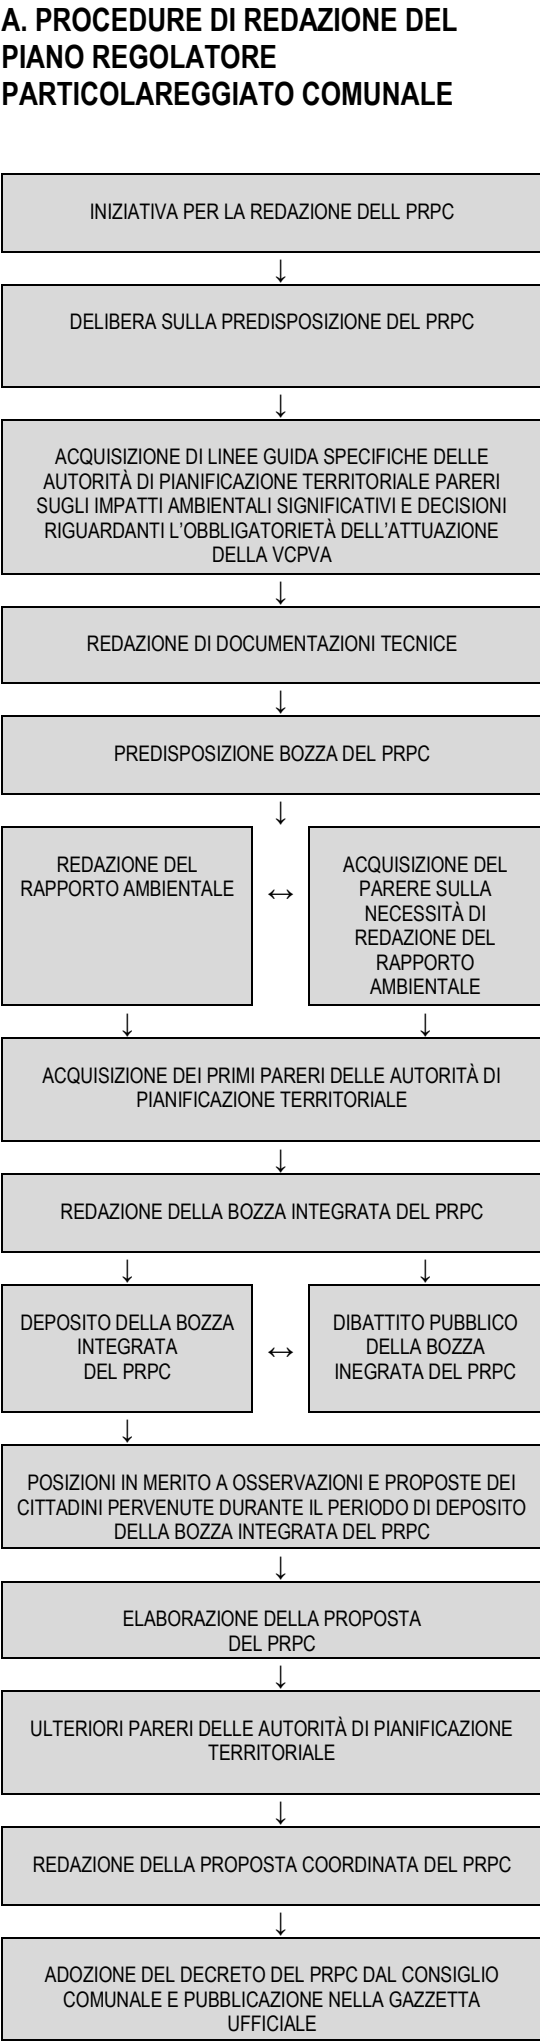 A. PROCEDURE DI REDAZIONE DEL
PIANO REGOLATORE
PARTICOLAREGGIATO COMUNALE
INIZIATIVA PER LA REDAZIONE DELL PRPC
↓
DELIBERA SULLA PREDISPOSIZIONE DEL PRPC
↓
ACQUISIZIONE DI LINEE GUIDA SPECIFICHE DELLE
AUTORITÀ DI PIANIFICAZIONE TERRITORIALE PARERI
SUGLI IMPATTI AMBIENTALI SIGNIFICATIVI E DECISIONI
RIGUARDANTI L'OBBLIGATORIETÀ DELL'ATTUAZIONE
DELLA VCPVA
↓
REDAZIONE DI DOCUMENTAZIONI TECNICE
↓
PREDISPOSIZIONE BOZZA DEL PRPC
↓
REDAZIONE DEL
RAPPORTO AMBIENTALE
↔
ACQUISIZIONE DEL
PARERE SULLA
NECESSITÀ DI
REDAZIONE DEL
RAPPORTO
AMBIENTALE
↓ ↓
ACQUISIZIONE DEI PRIMI PARERI DELLE AUTORITÀ DI
PIANIFICAZIONE TERRITORIALE
↓
REDAZIONE DELLA BOZZA INTEGRATA DEL PRPC
↓ ↓
DEPOSITO DELLA BOZZA
INTEGRATA
DEL PRPC
↔
DIBATTITO PUBBLICO
DELLA BOZZA
INEGRATA DEL PRPC
↓
POSIZIONI IN MERITO A OSSERVAZIONI E PROPOSTE DEI
CITTADINI PERVENUTE DURANTE IL PERIODO DI DEPOSITO
DELLA BOZZA INTEGRATA DEL PRPC
↓
ELABORAZIONE DELLA PROPOSTA
DEL PRPC
↓
ULTERIORI PARERI DELLE AUTORITÀ DI PIANIFICAZIONE
TERRITORIALE
↓
REDAZIONE DELLA PROPOSTA COORDINATA DEL PRPC
↓
ADOZIONE DEL DECRETO DEL PRPC DAL CONSIGLIO
COMUNALE E PUBBLICAZIONE NELLA GAZZETTA
UFFICIALE